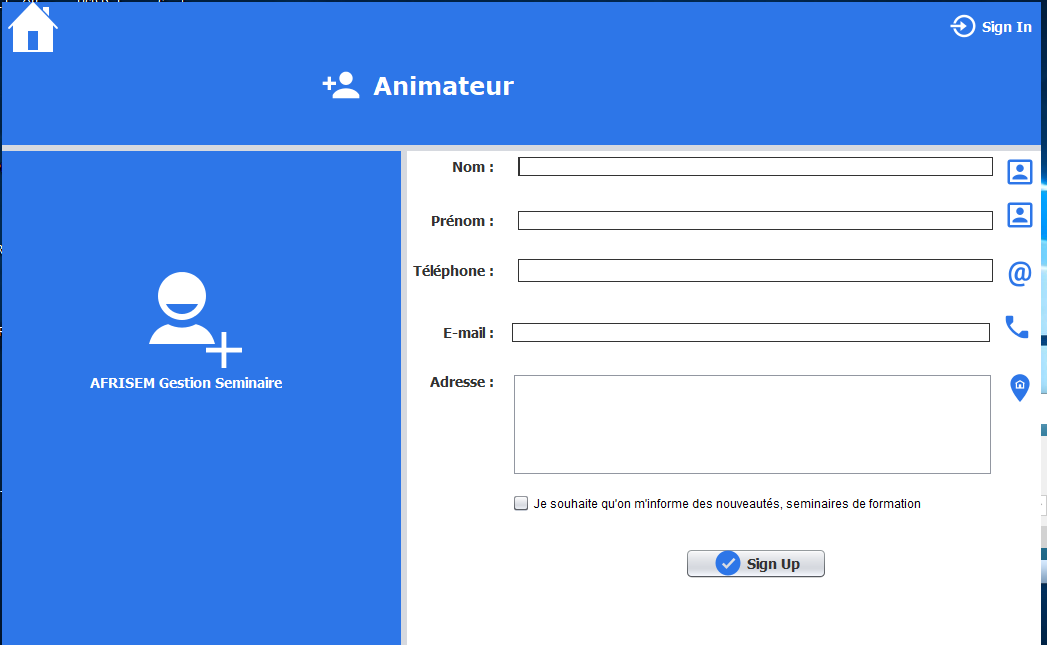 Sign In
Animateur
Nom :
Prénom :
Téléphone :
@
E-mail :
AFRISEM Gestion Seminaire
Adresse :
Je souhaite qu'on m'informe des nouveautés, seminaires de formation
Sign Up